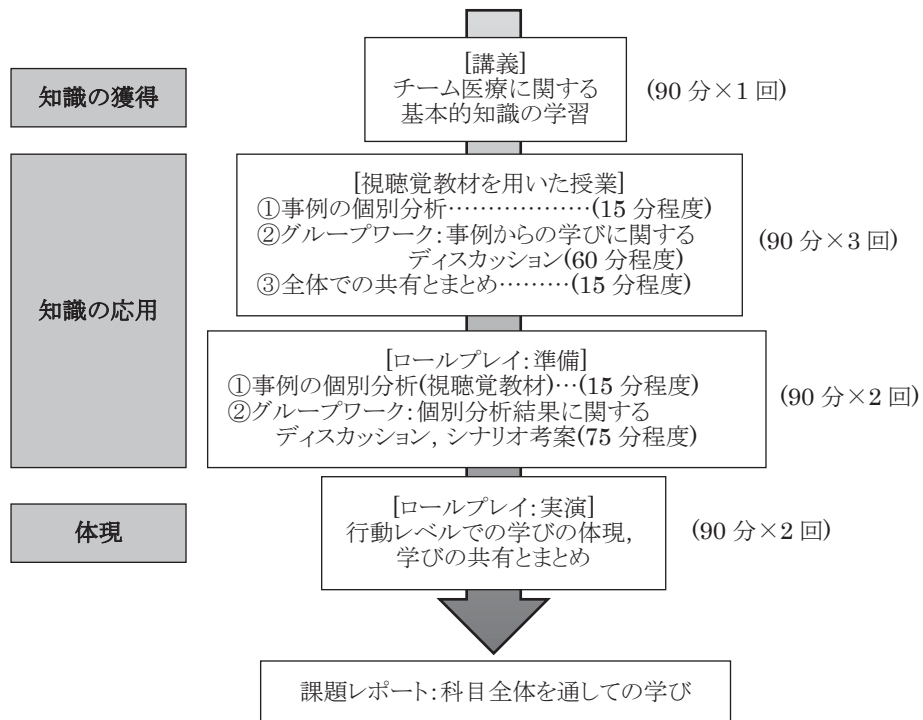 [講義]
知識の獲得
チーム医療に関する
基本的知識の学習
(90 分×1 回)
[視聴覚教材を用いた授業]
①事例の個別分析………………(15 分程度)
②グループワーク:事例からの学びに関する
ディスカッション(60 分程度)
③全体での共有とまとめ………(15 分程度)
(90 分×3 回)
知識の応用
[ロールプレイ:準備]
①事例の個別分析(視聴覚教材)…(15 分程度)
②グループワーク:個別分析結果に関する
ディスカッション, シナリオ考案(75 分程度)
(90 分×2 回)
体現
[ロールプレイ:実演]
行動レベルでの学びの体現,
学びの共有とまとめ
(90 分×2 回)
課題レポート:科目全体を通しての学び